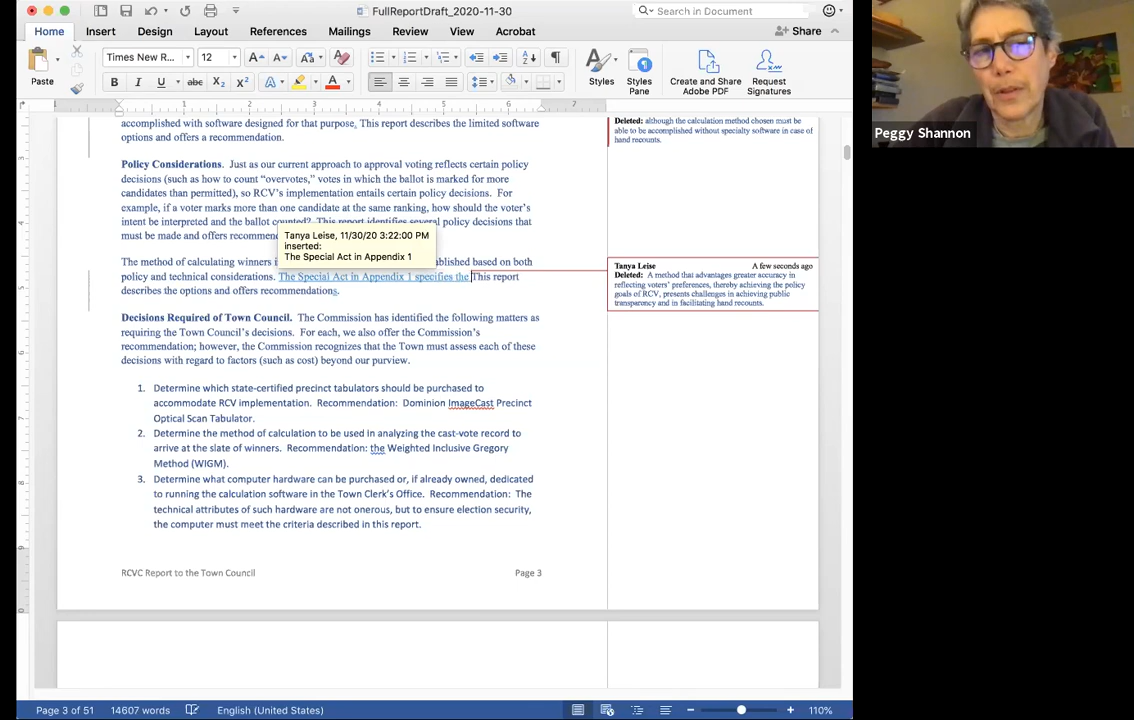 FullReportDraft_2020-11-30
Search in Document
Home Insert Design Layout References Mailings Review View Acrobat Share
Paste
Times New R... 12
Styles
Styles Pane
Create and Share Adobe PDF
Request Signatures
1 2 3 4 5 6 7
accomplished with software designed for that purpose. This report describes the limited software
options and offers a recommendation.
Deleted: although the calculation method chosen must be
able to be accomplished without specialty software in case of
hand recounts.
Policy Considerations. Just as our current approach to approval voting reflects certain policy
decisions (such as how to count “overvotes,” votes in which the ballot is marked for more
candidates than permitted), so RCV’s implementation entails certain policy decisions. For
example, if a voter marks more than one candidate at the same ranking, how should the voter’s
intent be interpreted and the ballot counted? This report identifies several policy decisions that
must be made and offers recommen
Tanya Leise, 11/30/20 3:22:00 PM
inserted:
The Special Act in Appendix 1
The method of calculating winners i
ablished based on both
policy and technical considerations. The Special Act in Appendix 1 specifies the This report
describes the options and offers recommendations.
Tanya Leise A few seconds ago
Deleted: A method that advantages greater accuracy in
reflecting voters’ preferences, thereby achieving the policy
goals of RCV, presents challenges in achieving public
transparency and in facilitating hand recounts.
Decisions Required of Town Council. The Commission has identified the following matters as
requiring the Town Council’s decisions. For each, we also offer the Commission’s
recommendation; however, the Commission recognizes that the Town must assess each of these
decisions with regard to factors (such as cost) beyond our purview.
1. Determine which state-certified precinct tabulators should be purchased to
accommodate RCV implementation. Recommendation: Dominion ImageCast Precinct
Optical Scan Tabulator.
2. Determine the method of calculation to be used in analyzing the cast-vote record to
arrive at the slate of winners. Recommendation: the Weighted Inclusive Gregory
Method (WIGM).
3. Determine what computer hardware can be purchased or, if already owned, dedicated
to running the calculation software in the Town Clerk’s Office. Recommendation: The
technical attributes of such hardware are not onerous, but to ensure election security,
the computer must meet the criteria described in this report.
RCVC Report to the Town Council Page 3
Page 3 of 51 14607 words English (United States) 110%
Peggy Shannon